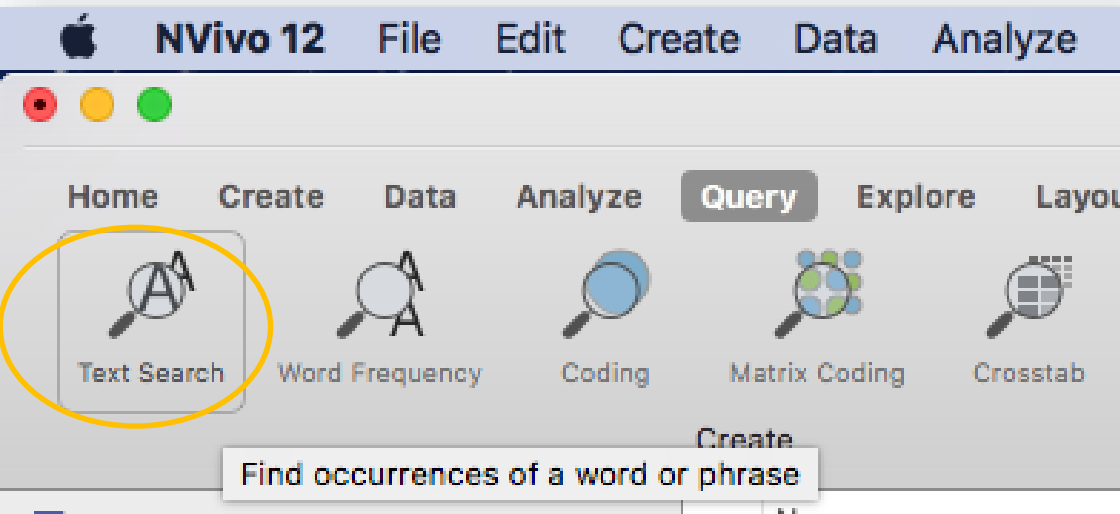 NVivo 12 File Edit Create Data Analyze
Home Create Data Analyze Query Explore Layou
Text Search Word Frequency Coding Matrix Coding Crosstab
Create
Find occurrences of a word or phrase